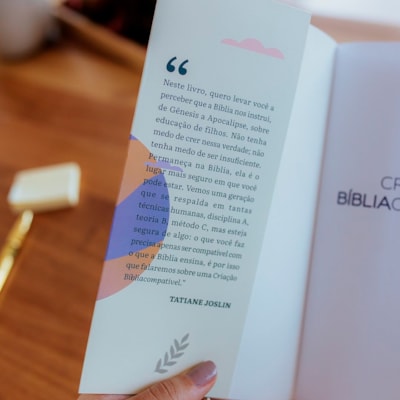 “
Neste livro, quero levar você a
perceber que a Bíblia nos instrui,
de Gênesis a Apocalipse, sobre
educação de filhos. Não tenha
medo de crer nessa verdade; não
tenha medo de ser insuficiente.
Permaneça na Bíblia, ela é o
lugar mais seguro em que você
pode estar. Vemos uma geração
que se respalda em tantas
técnicas humanas, disciplina A,
teoria B, método C, mas esteja
segura de algo: o que você faz
precisa apenas ser compatível com
o que a Bíblia ensina, é por isso
que falaremos sobre uma Criação
Bibliacompatível.”
TATIANE JOSLIN
CR
BÍBLIACO